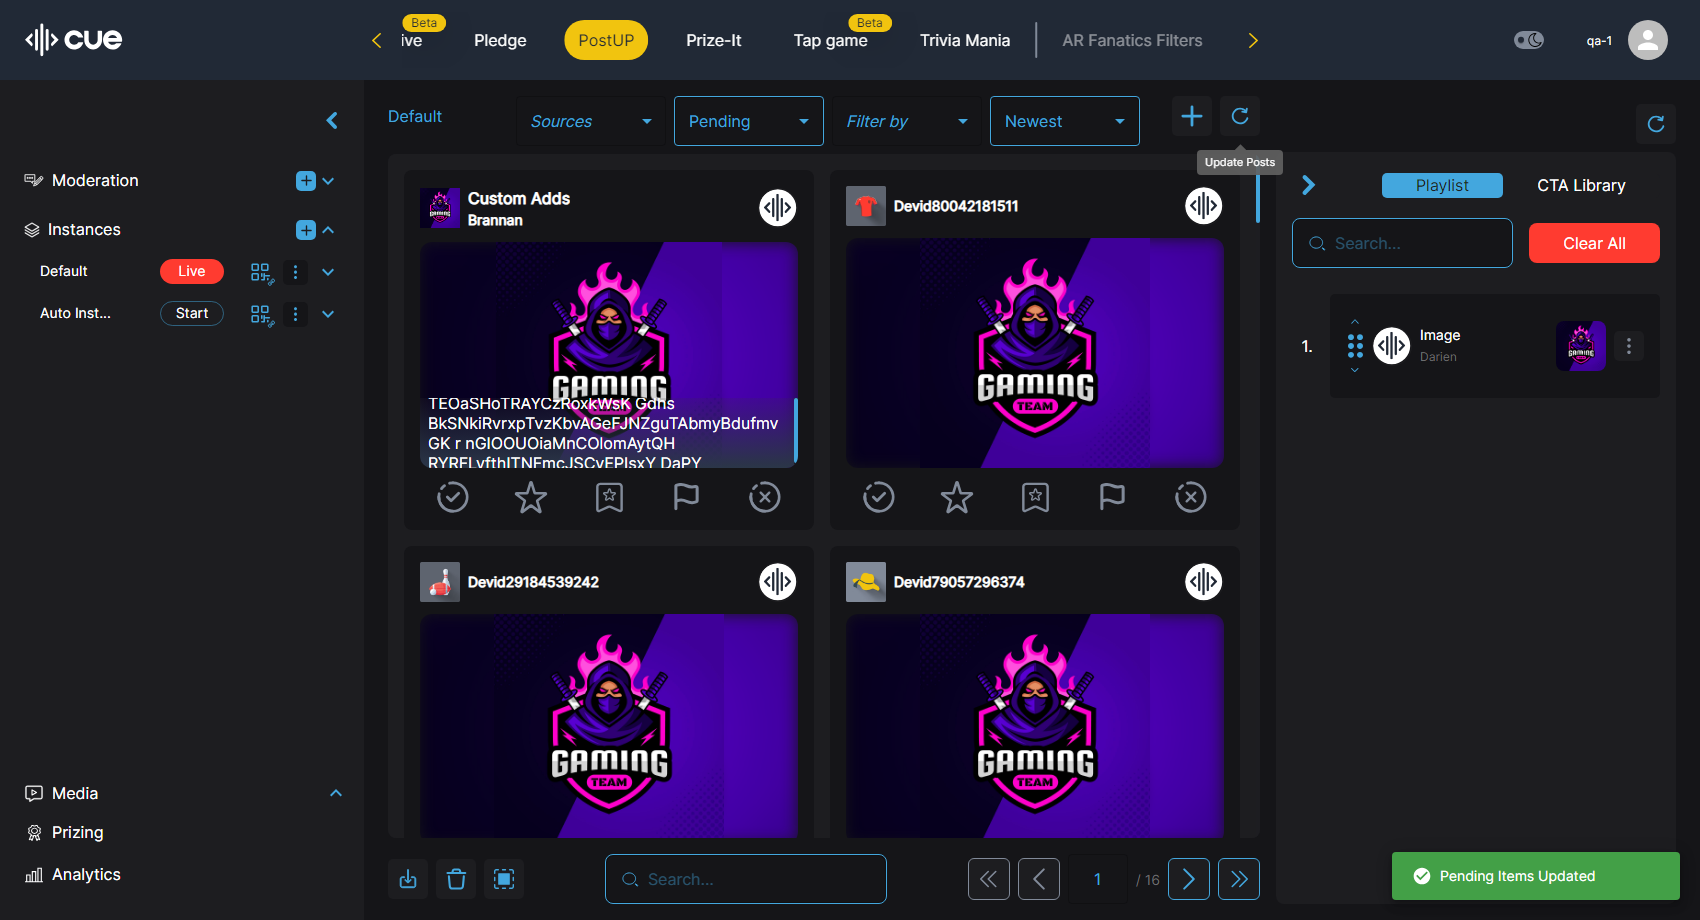 cue
Beta
ive
Pledge
PostUP
Prize-It
Beta
Tap game
Trivia Mania
AR Fanatics Filters
qa-1
Moderation
Instances
Default
Live
Auto Inst...
Start
Media
Prizing
Analytics
Default
Sources
Pending
Filter by
Newest
Update Posts
Custom Adds
Brannan
GAMING
TEOaSHoTRAYCzRoxkWsK Gdhs
BkSNkiRvrxpTvzKbvAGeFJNZguTAbmyBdufmv
GK r nGIOOUOiaMnCOlomAytQH
RYRFLvfthITNFmcJSCvEPlsxY DaPY
Devid80042181511
GAMING
TEAM
Devid29184539242
GAMING
TEAM
Devid79057296374
GAMING
TEAM
Search...
1
/ 16
Playlist
CTA Library
Search...
Clear All
1.
Image
Darien
GAMING
Pending Items Updated